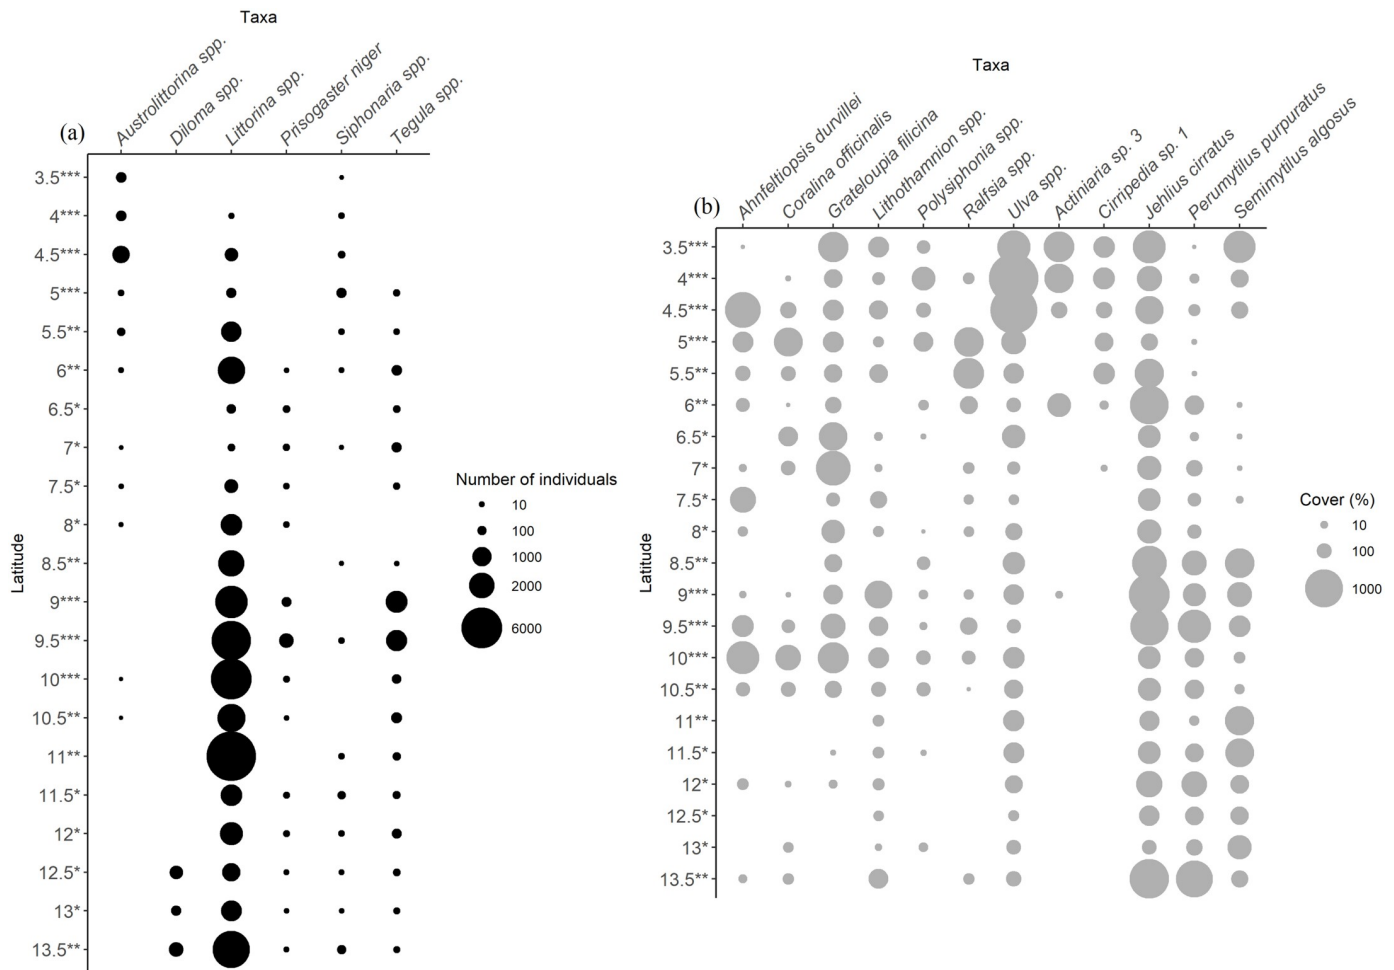 Taxa
Austrolittorina spp.
Diloma spp.
Littorina spp.
Prisogaster niger
Siphonaria spp.
Tegula spp.
(a)
3.5***
4***
4.5***
5***
5.5**
6**
6.5*
7*
7.5*
8*
8.5**
9***
9.5***
10***
10.5**
11**
11.5*
12*
12.5*
13*
13.5**
Latitude
Number of individuals
10
100
1000
2000
6000
Taxa
Ahnfeltiopsis durvillei
Coralina officinalis
Grateloupia filicina
Lithothamnion spp.
Polysiphonia spp.
Ralfsia spp.
Ulva spp.
Actiniaria sp. 3
Cirripedia sp. 1
Jehlius cirratus
Perumytilus purpuratus
Semimytilus algosus
(b)
3.5***
4***
4.5***
5***
5.5**
6**
6.5*
7*
7.5*
8*
8.5**
9***
9.5***
10***
10.5**
11**
11.5*
12*
12.5*
13*
13.5**
Latitude
Cover (%)
10
100
1000